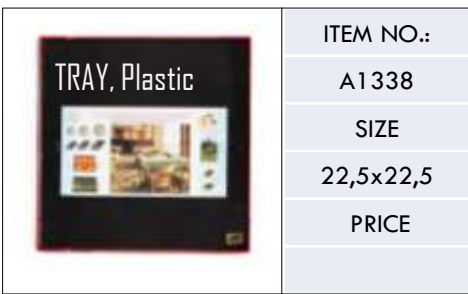 TRAY, Plastic
ITEM NO.:
A1338
SIZE
22,5x22,5
PRICE